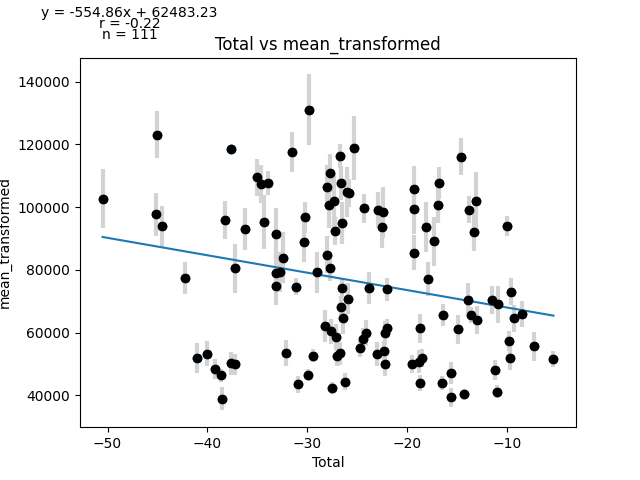 y = -554.86x + 62483.23
r = -0.22
n = 111
Total vs mean_transformed
mean_transformed
140000
120000
100000
80000
60000
40000
−50
−40
−30
−20
−10
Total